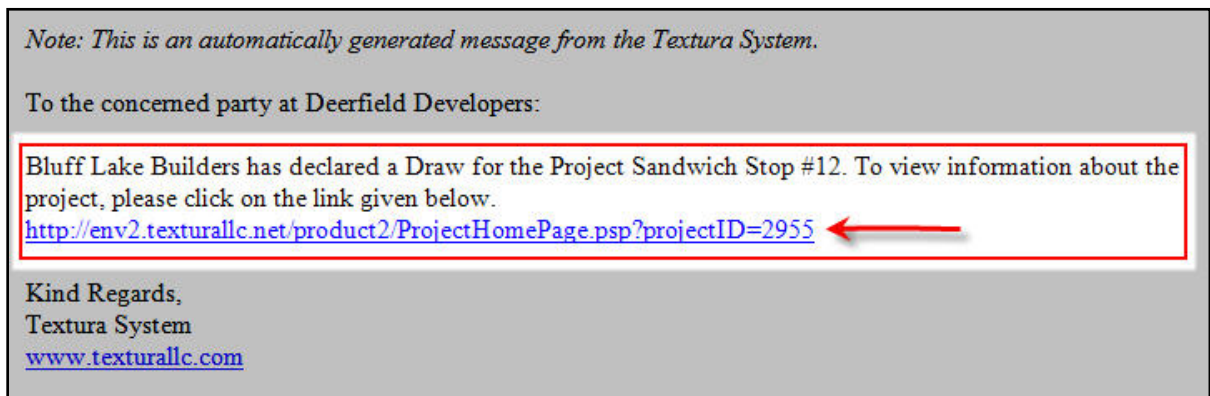 Note: This is an automatically generated message from the Textura System.
To the concerned party at Deerfield Developers:
Bluff Lake Builders has declared a Draw for the Project Sandwich Stop #12. To view information about the
project, please click on the link given below.
http://env2.texturallc.net/product2/ProjectHomePage.psp?projectID=2955
Kind Regards,
Textura System
www.texturallc.com